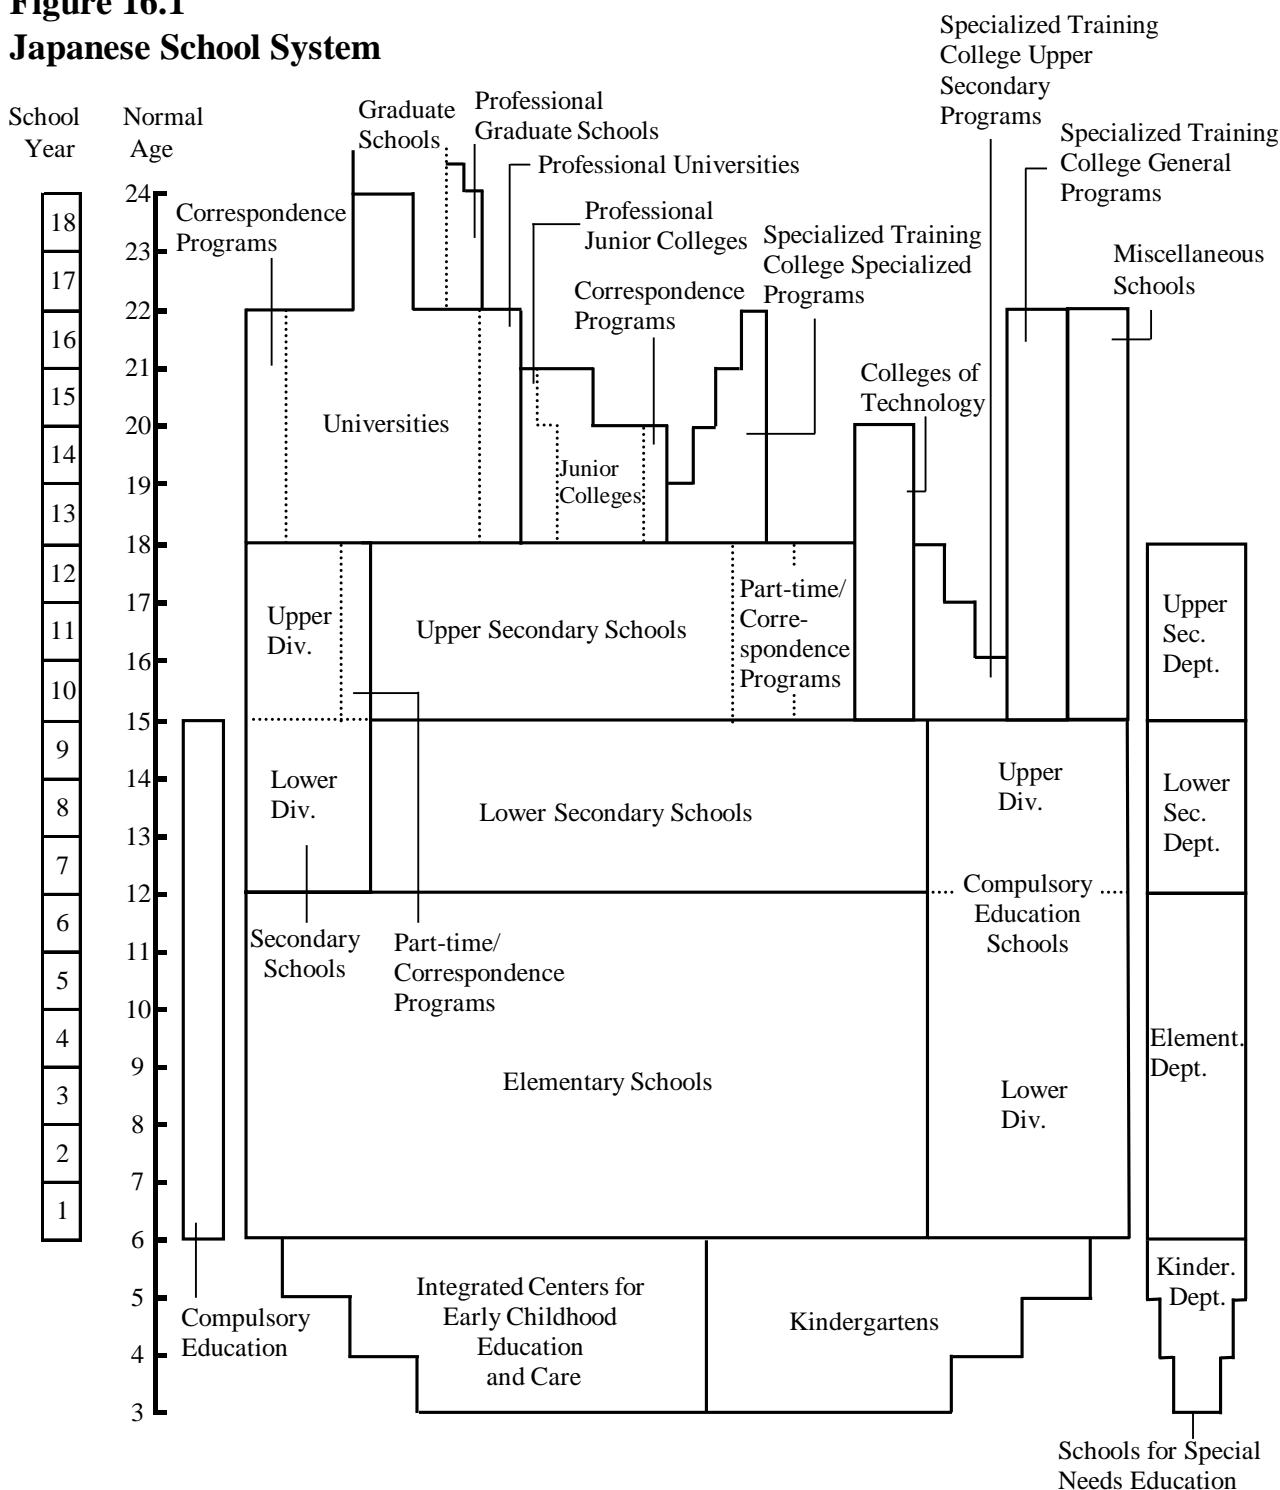 Figure 16.1
Japanese School System
School
Year
Normal
Age
18
17
16
15
14
13
12
11
10
9
8
7
6
5
4
3
2
1
24
23
22
21
20
19
18
17
16
15
14
13
12
11
10
9
8
7
6
5
4
3
Correspondence
Programs
Graduate
Schools
Professional
Graduate Schools
Professional Universities
Professional
Junior Colleges
Correspondence
Programs
Specialized Training
College Specialized
Programs
Specialized Training
College Upper
Secondary
Programs
Specialized Training
College General
Programs
Miscellaneous
Schools
Colleges of
Technology
Universities
Junior
Colleges
Upper
Div.
Upper Secondary Schools
Part-time/
Corre-
spondence
Programs
Upper
Sec.
Dept.
Lower
Div.
Lower Secondary Schools
Upper
Div.
Lower
Sec.
Dept.
Compulsory
Education
Schools
Secondary
Schools
Part-time/
Correspondence
Programs
Elementary Schools
Lower
Div.
Element.
Dept.
Compulsory
Education
Integrated Centers for
Early Childhood
Education
and Care
Kindergartens
Kinder.
Dept.
Schools for Special
Needs Education